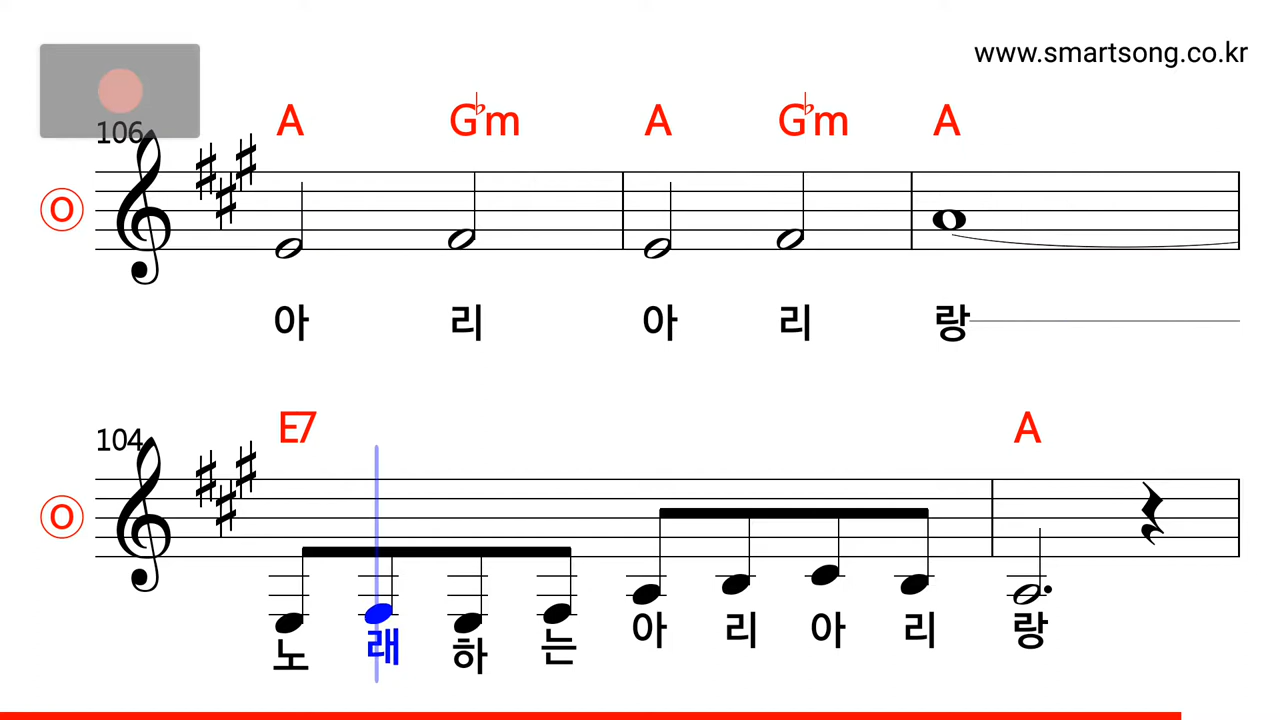 www.smartsong.co.kr
106 A G♭m A G♭m A
O
아 리 아 리 랑
104 E7 A
O
노 래 하 는 아 리 아 리 랑